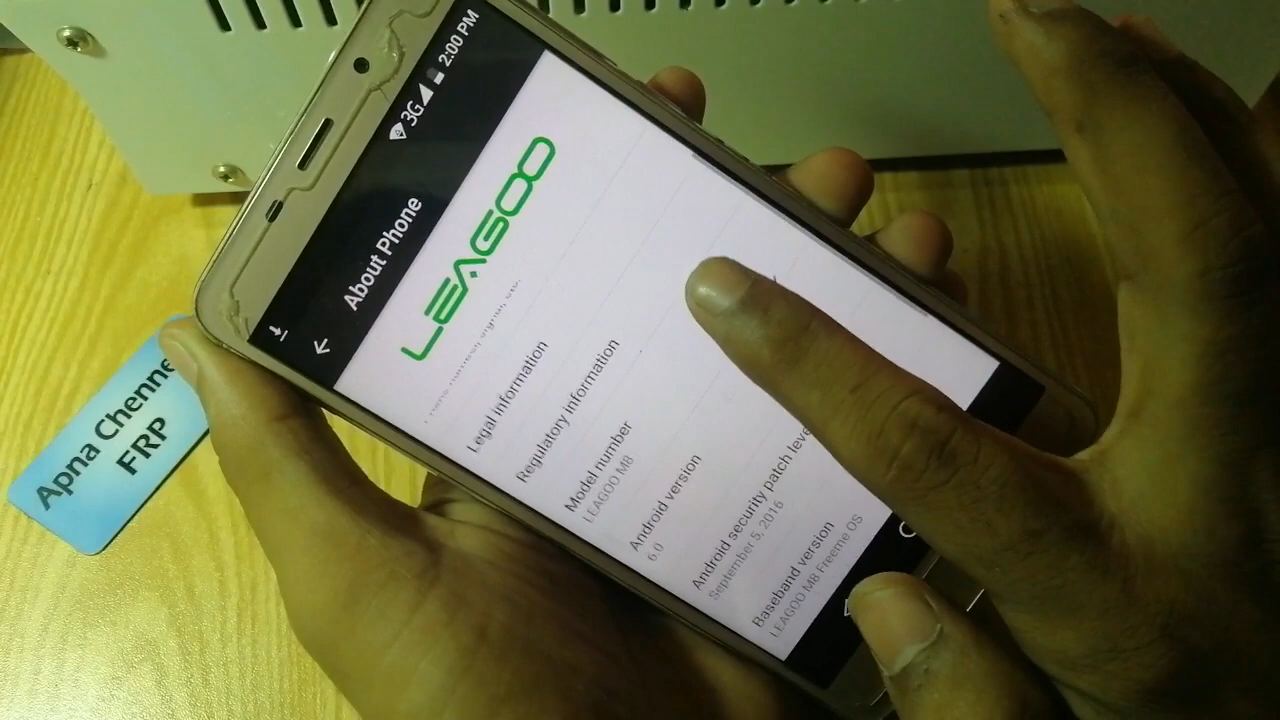 3G 2:00 PM
About Phone
LEAGOO
Legal information
Regulatory information
Model number
LEAGOO M8
Android version
6.0
Android security patch level
September 5, 2016
Baseband version
LEAGOO M8 Freeme OS
Apna Chenne
FRP